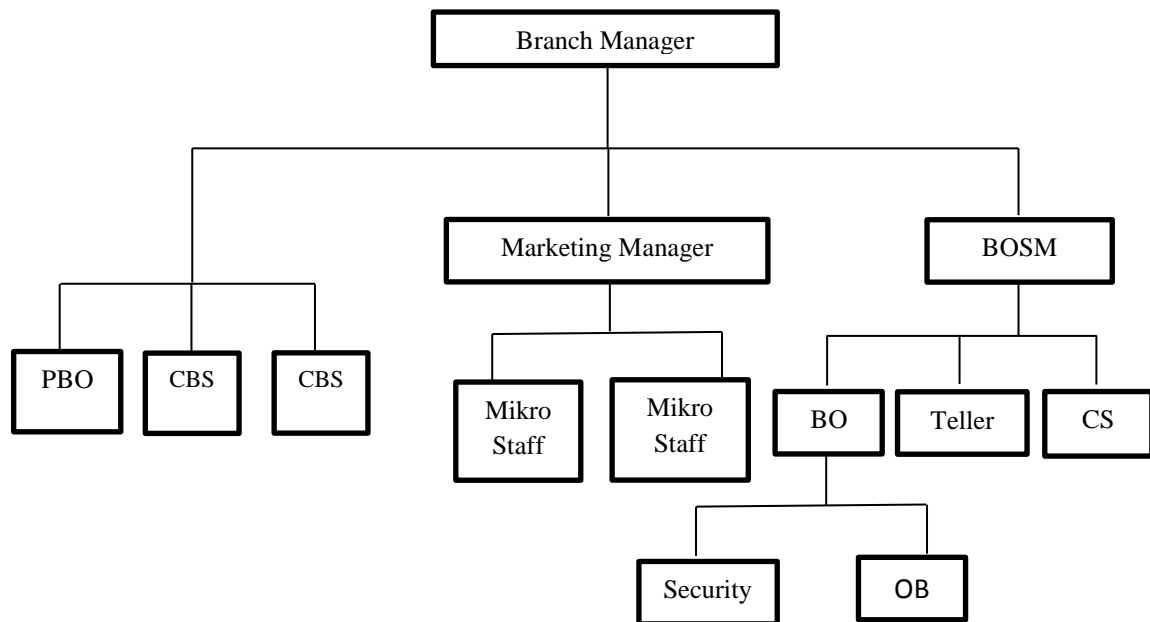 Branch Manager
Marketing Manager
BOSM
PBO
CBS
CBS
Mikro
Staff
Mikro
Staff
BO
Teller
CS
Security
OB